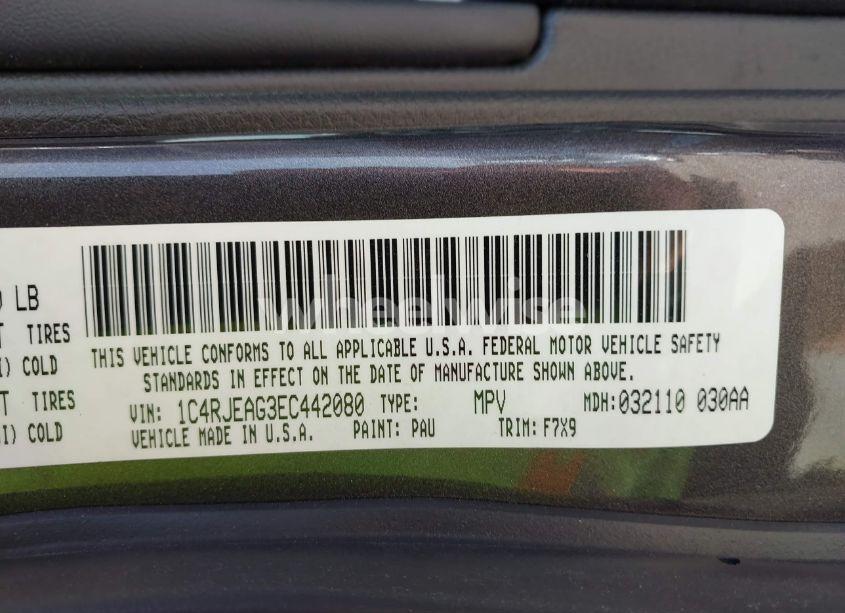 LB
TIRES
COLD
TIRES
COLD
wheelwise
THIS VEHICLE CONFORMS TO ALL APPLICABLE U.S.A. FEDERAL MOTOR VEHICLE SAFETY
STANDARDS IN EFFECT ON THE DATE OF MANUFACTURE SHOWN ABOVE.
VIN: 1C4RJEAG3EC442080 TYPE: MPV MDH:032110 030AA
VEHICLE MADE IN U.S.A. PAINT: PAU TRIM: F7X9